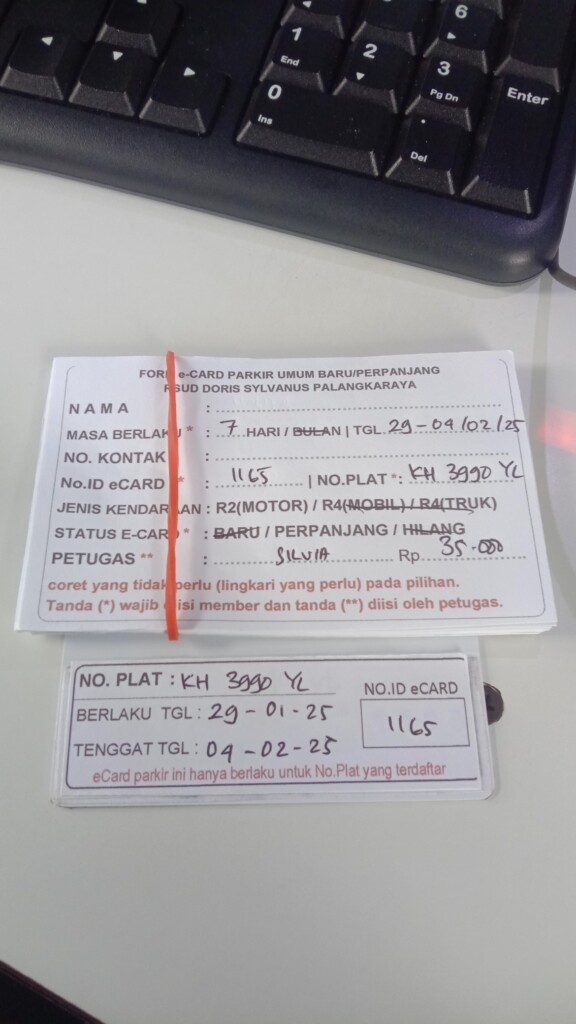 6
1
End
2
3
Pg Dn
Enter
0
Ins
.
Del
FORM e-CARD PARKIR UMUM BARU/PERPANJANG
RSUD DORIS SYLVANUS PALANGKARAYA
NAMA :
MASA BERLAKU * : 7 HARI / BULAN | TGL 29-04/02/25
NO. KONTAK :
No.ID eCARD * : 1165 | NO.PLAT *: KH 3990 YL
JENIS KENDARAAN : R2(MOTOR) / R4(MOBIL) / R4(TRUK)
STATUS E-CARD * : BARU / PERPANJANG / HILANG
PETUGAS ** : SILVIA Rp 35.000
coret yang tidak perlu (lingkari yang perlu) pada pilihan.
Tanda (*) wajib diisi member dan tanda (**) diisi oleh petugas.
NO. PLAT : KH 3990 YL
NO.ID eCARD
BERLAKU TGL : 29-01-25
1165
TENGGAT TGL : 04-02-25
eCard parkir ini hanya berlaku untuk No.Plat yang terdaftar